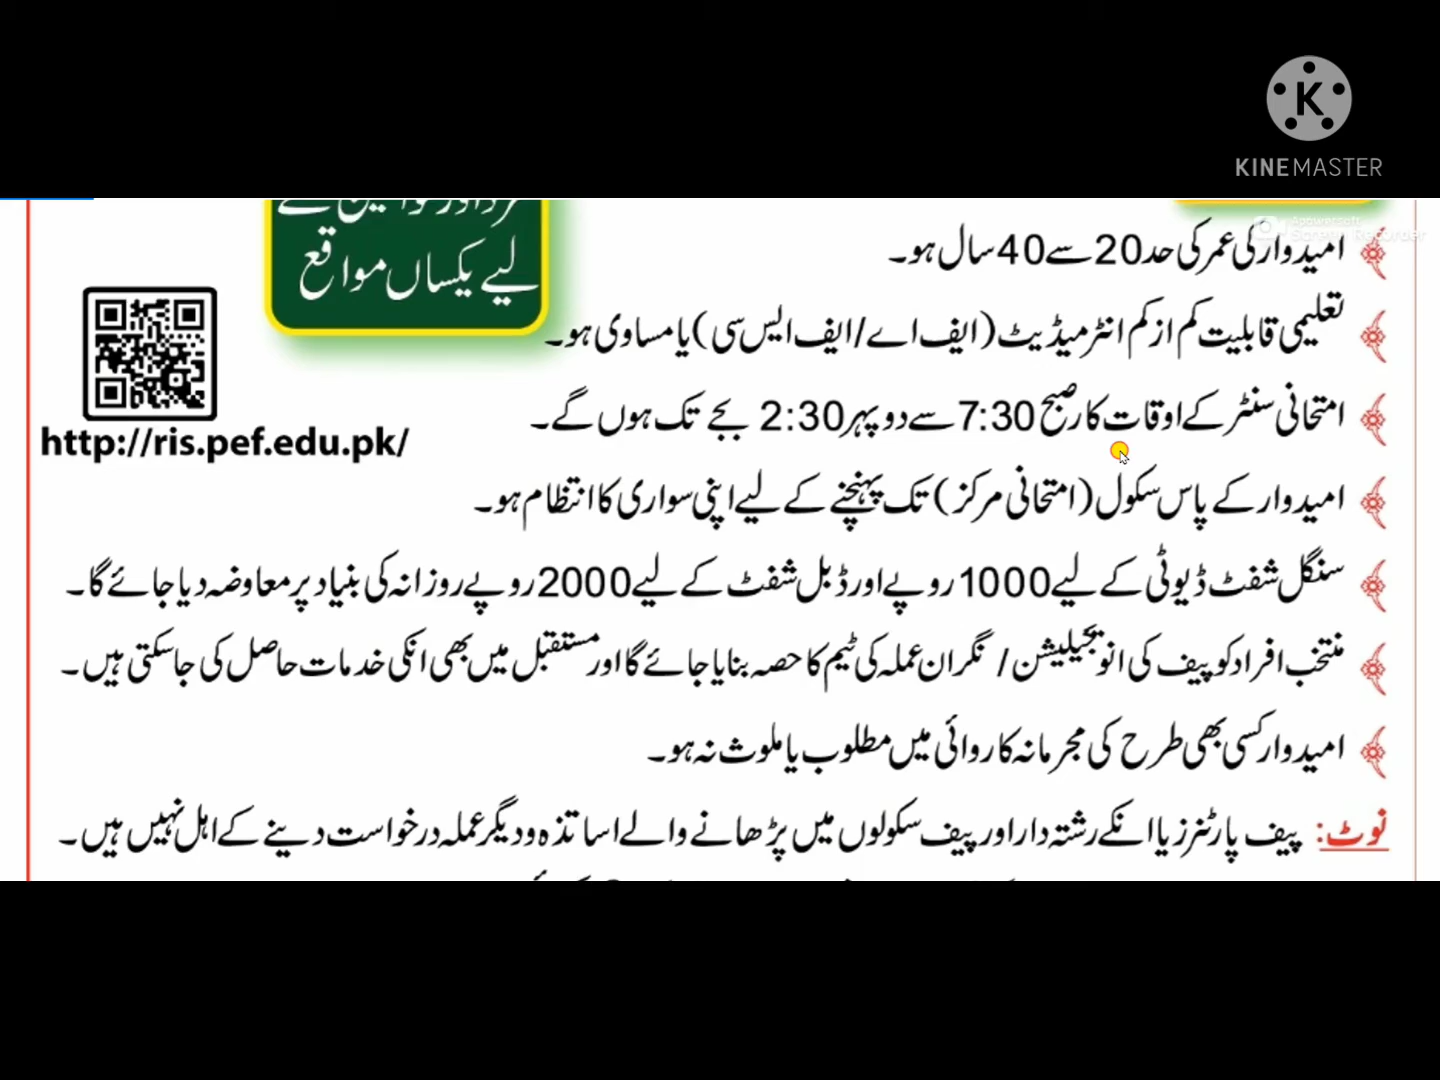 KINEMASTER
Apowersoft
Screen Recorder
لیے یکساں مواقع
http://ris.pef.edu.pk/
امیدوار کی عمر کی حد 20 سے 40 سال ہو۔
تعلیمی قابلیت کم از کم انٹرمیڈیٹ (ایف اے/ایف ایس سی) یا مساوی ہو۔
امتحانی سنٹر کے اوقات کار صبح 7:30 سے دوپہر 2:30 بجے تک ہوں گے۔
امیدوار کے پاس سکول (امتحانی مرکز) تک پہنچنے کے لیے اپنی سواری کا انتظام ہو۔
سنگل شفٹ ڈیوٹی کے لیے 1000 روپے اور ڈبل شفٹ کے لیے 2000 روپے روزانہ کی بنیاد پر معاوضہ دیا جائے گا۔
منتخب افراد کو پیف کی انویجیلیشن / نگران عملہ کی ٹیم کا حصہ بنایا جائے گا اور مستقبل میں بھی انکی خدمات حاصل کی جا سکتی ہیں۔
امیدوار کسی بھی طرح کی مجرمانہ کاروائی میں مطلوب یا ملوث نہ ہو۔
نوٹ: پیف پارٹنرز یا انکے رشتہ دار اور پیف سکولوں میں پڑھانے والے اساتذہ و دیگر عملہ درخواست دینے کے اہل نہیں ہیں۔